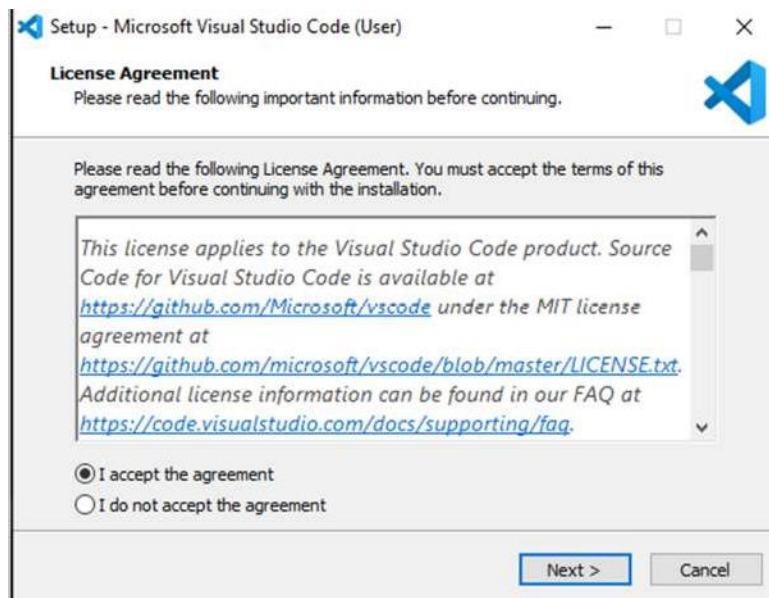 Setup - Microsoft Visual Studio Code (User)
License Agreement
Please read the following important information before continuing.
Please read the following License Agreement. You must accept the terms of this
agreement before continuing with the installation.
This license applies to the Visual Studio Code product. Source
Code for Visual Studio Code is available at
https://github.com/Microsoft/vscode under the MIT license
agreement at
https://github.com/microsoft/vscode/blob/master/LICENSE.txt.
Additional license information can be found in our FAQ at
https://code.visualstudio.com/docs/supporting/faq.
I accept the agreement
I do not accept the agreement
Next >
Cancel